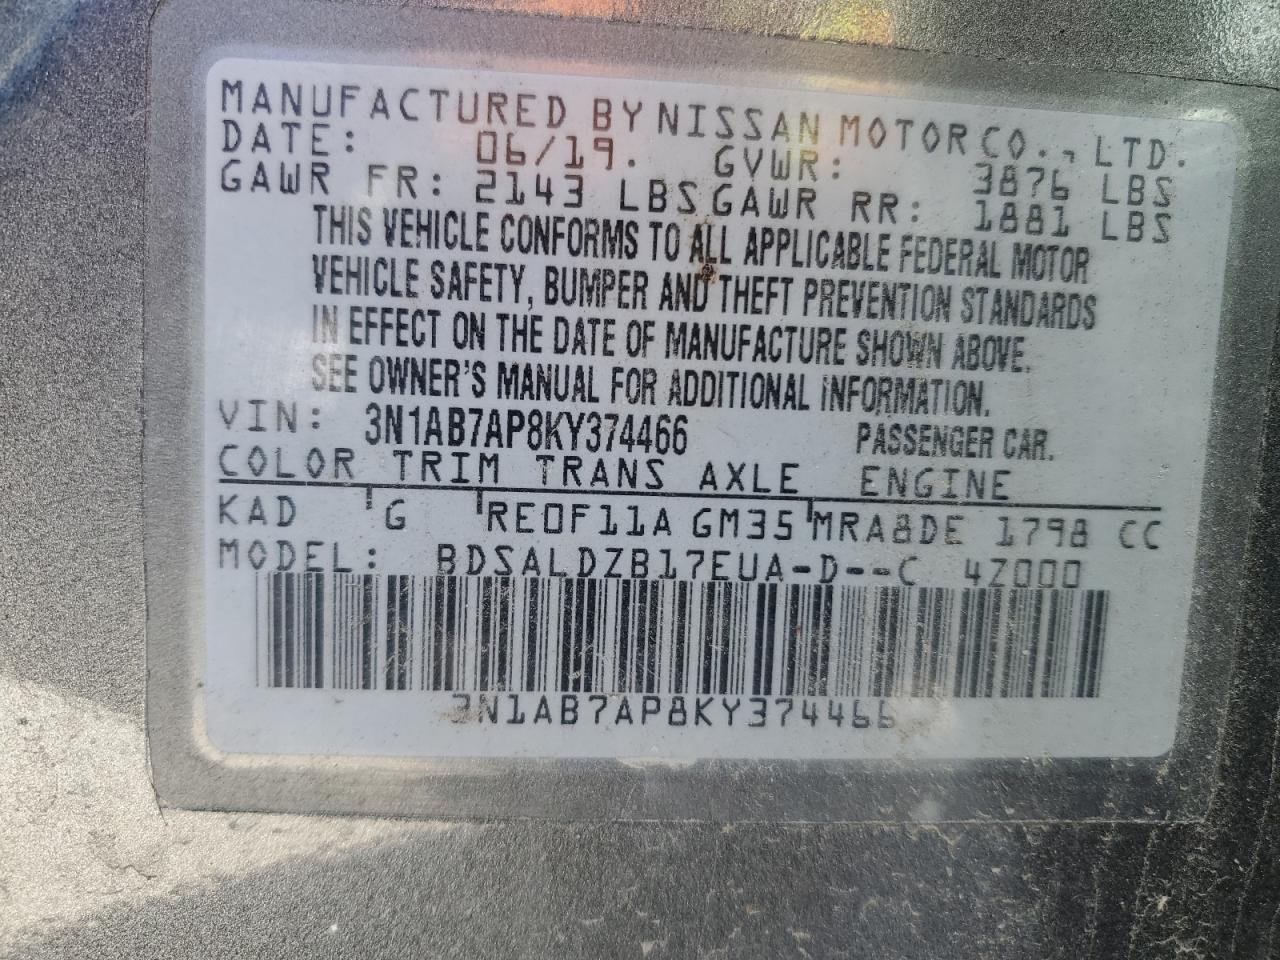 MANUFACTURED BY NISSAN MOTOR CO., LTD.
DATE: 06/19. GVWR: 3876 LBS
GAWR FR: 2143 LBS GAWR RR: 1881 LBS
THIS VEHICLE CONFORMS TO ALL APPLICABLE FEDERAL MOTOR
VEHICLE SAFETY, BUMPER AND THEFT PREVENTION STANDARDS
IN EFFECT ON THE DATE OF MANUFACTURE SHOWN ABOVE.
SEE OWNER'S MANUAL FOR ADDITIONAL INFORMATION.
VIN: 3N1AB7AP8KY374466 PASSENGER CAR.
COLOR TRIM TRANS AXLE ENGINE
KAD G RE0F11A GM35 MRA8DE 1798 CC
MODEL: BDSALDZB17EUA-D--C 4Z000
3N1AB7AP8KY374466